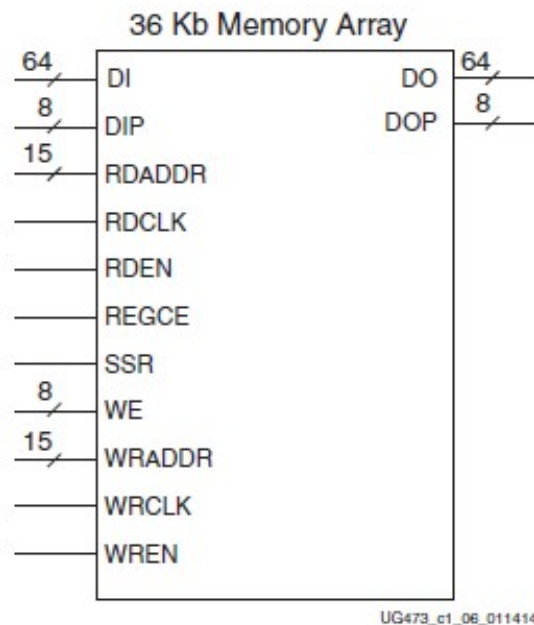 36 Kb Memory Array
64 DI DO 64
8 DIP DOP 8
15 RDADDR
RDCLK
RDEN
REGCE
SSR
8 WE
15 WRADDR
WRCLK
WREN
UG473_c1_06_011414